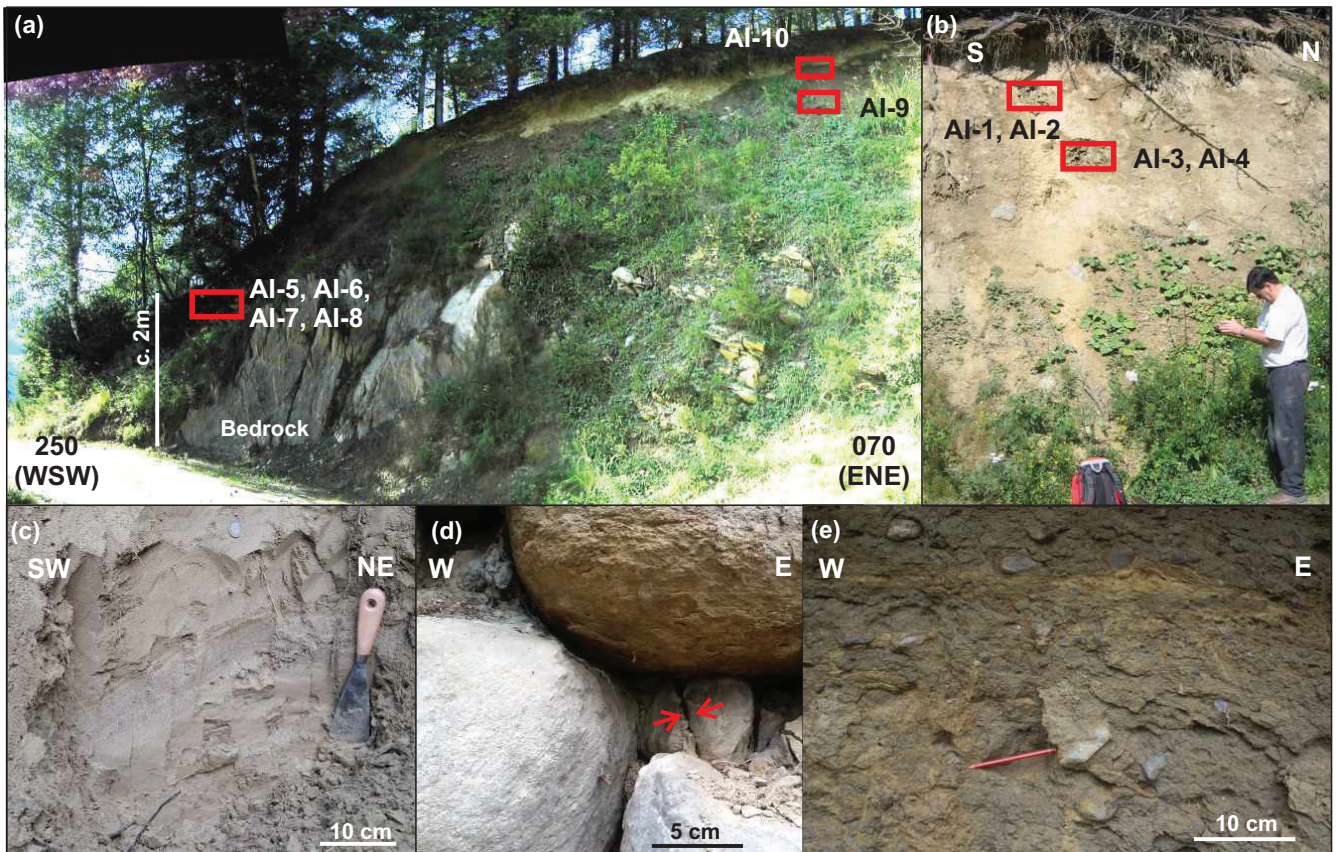 (a)
AI-10
AI-9
AI-5, AI-6,
AI-7, AI-8
c. 2m
Bedrock
250
(WSW)
070
(ENE)
(b)
S
N
AI-1, AI-2
AI-3, AI-4
(c)
SW
NE
10 cm
(d)
W
E
5 cm
(e)
W
E
10 cm